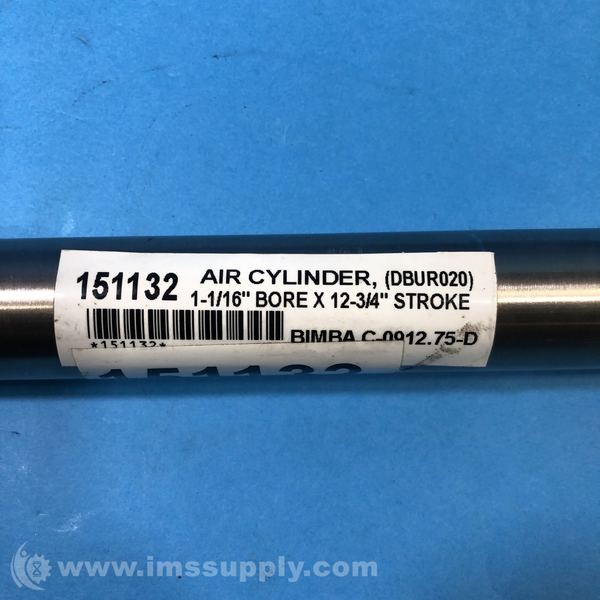 151132 AIR CYLINDER, (DBUR020)
1-1/16" BORE X 12-3/4" STROKE
BIMBA C-0912.75-D
*151132*
151132
www.imssupply.com